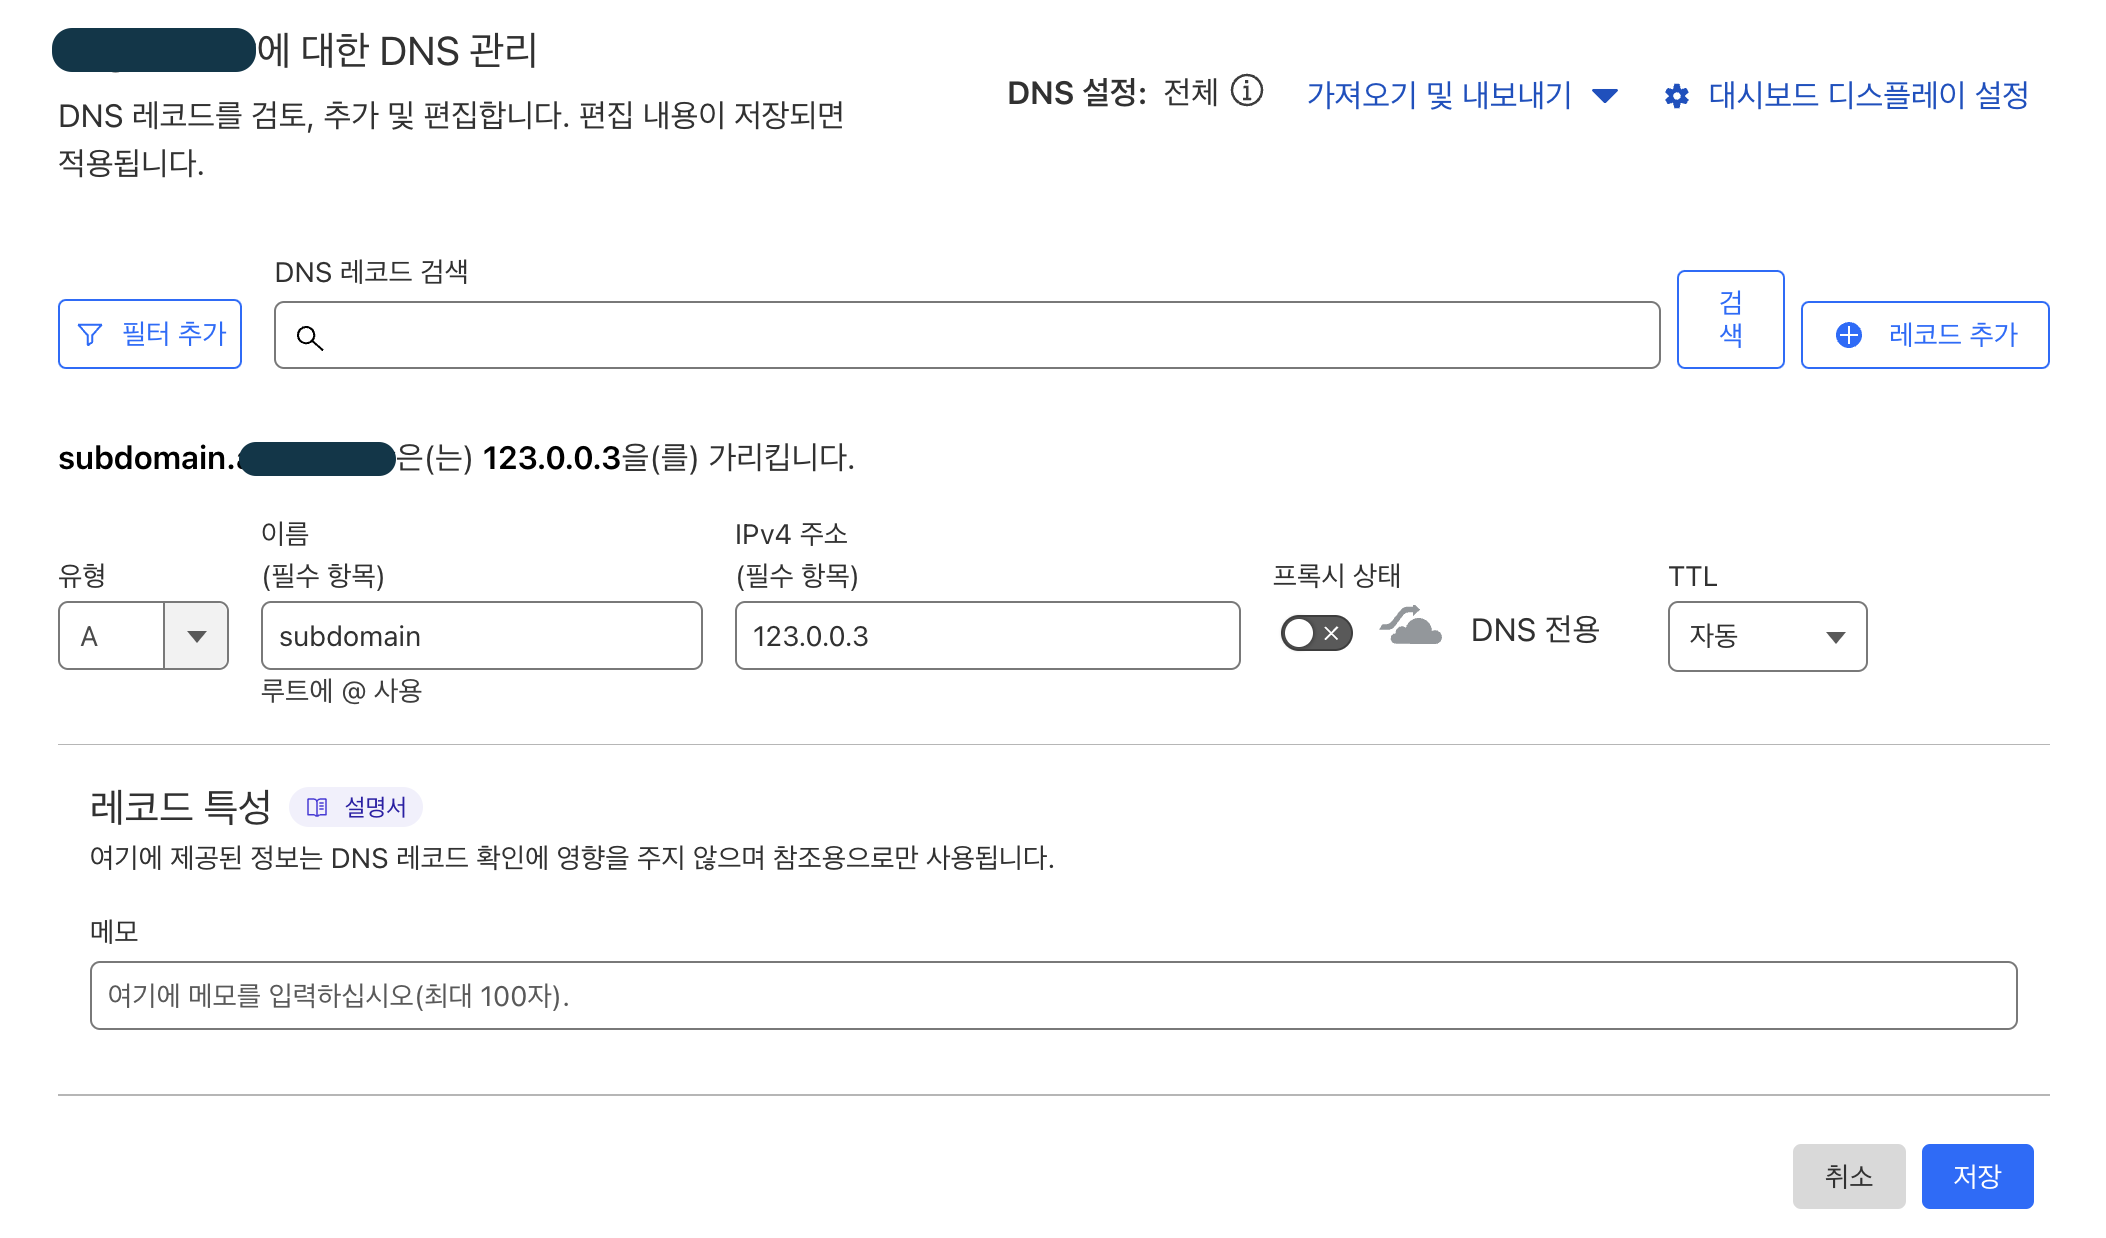 에 대한 DNS 관리
DNS 레코드를 검토, 추가 및 편집합니다. 편집 내용이 저장되면
적용됩니다.
DNS 설정: 전체 가져오기 및 내보내기 대시보드 디스플레이 설정
DNS 레코드 검색
필터 추가
검
색
레코드 추가
subdomain. 은(는) 123.0.0.3을(를) 가리킵니다.
유형
A
이름
(필수 항목)
subdomain
루트에 @ 사용
IPv4 주소
(필수 항목)
123.0.0.3
프록시 상태
DNS 전용
TTL
자동
레코드 특성 설명서
여기에 제공된 정보는 DNS 레코드 확인에 영향을 주지 않으며 참조용으로만 사용됩니다.
메모
여기에 메모를 입력하십시오(최대 100자).
취소 저장